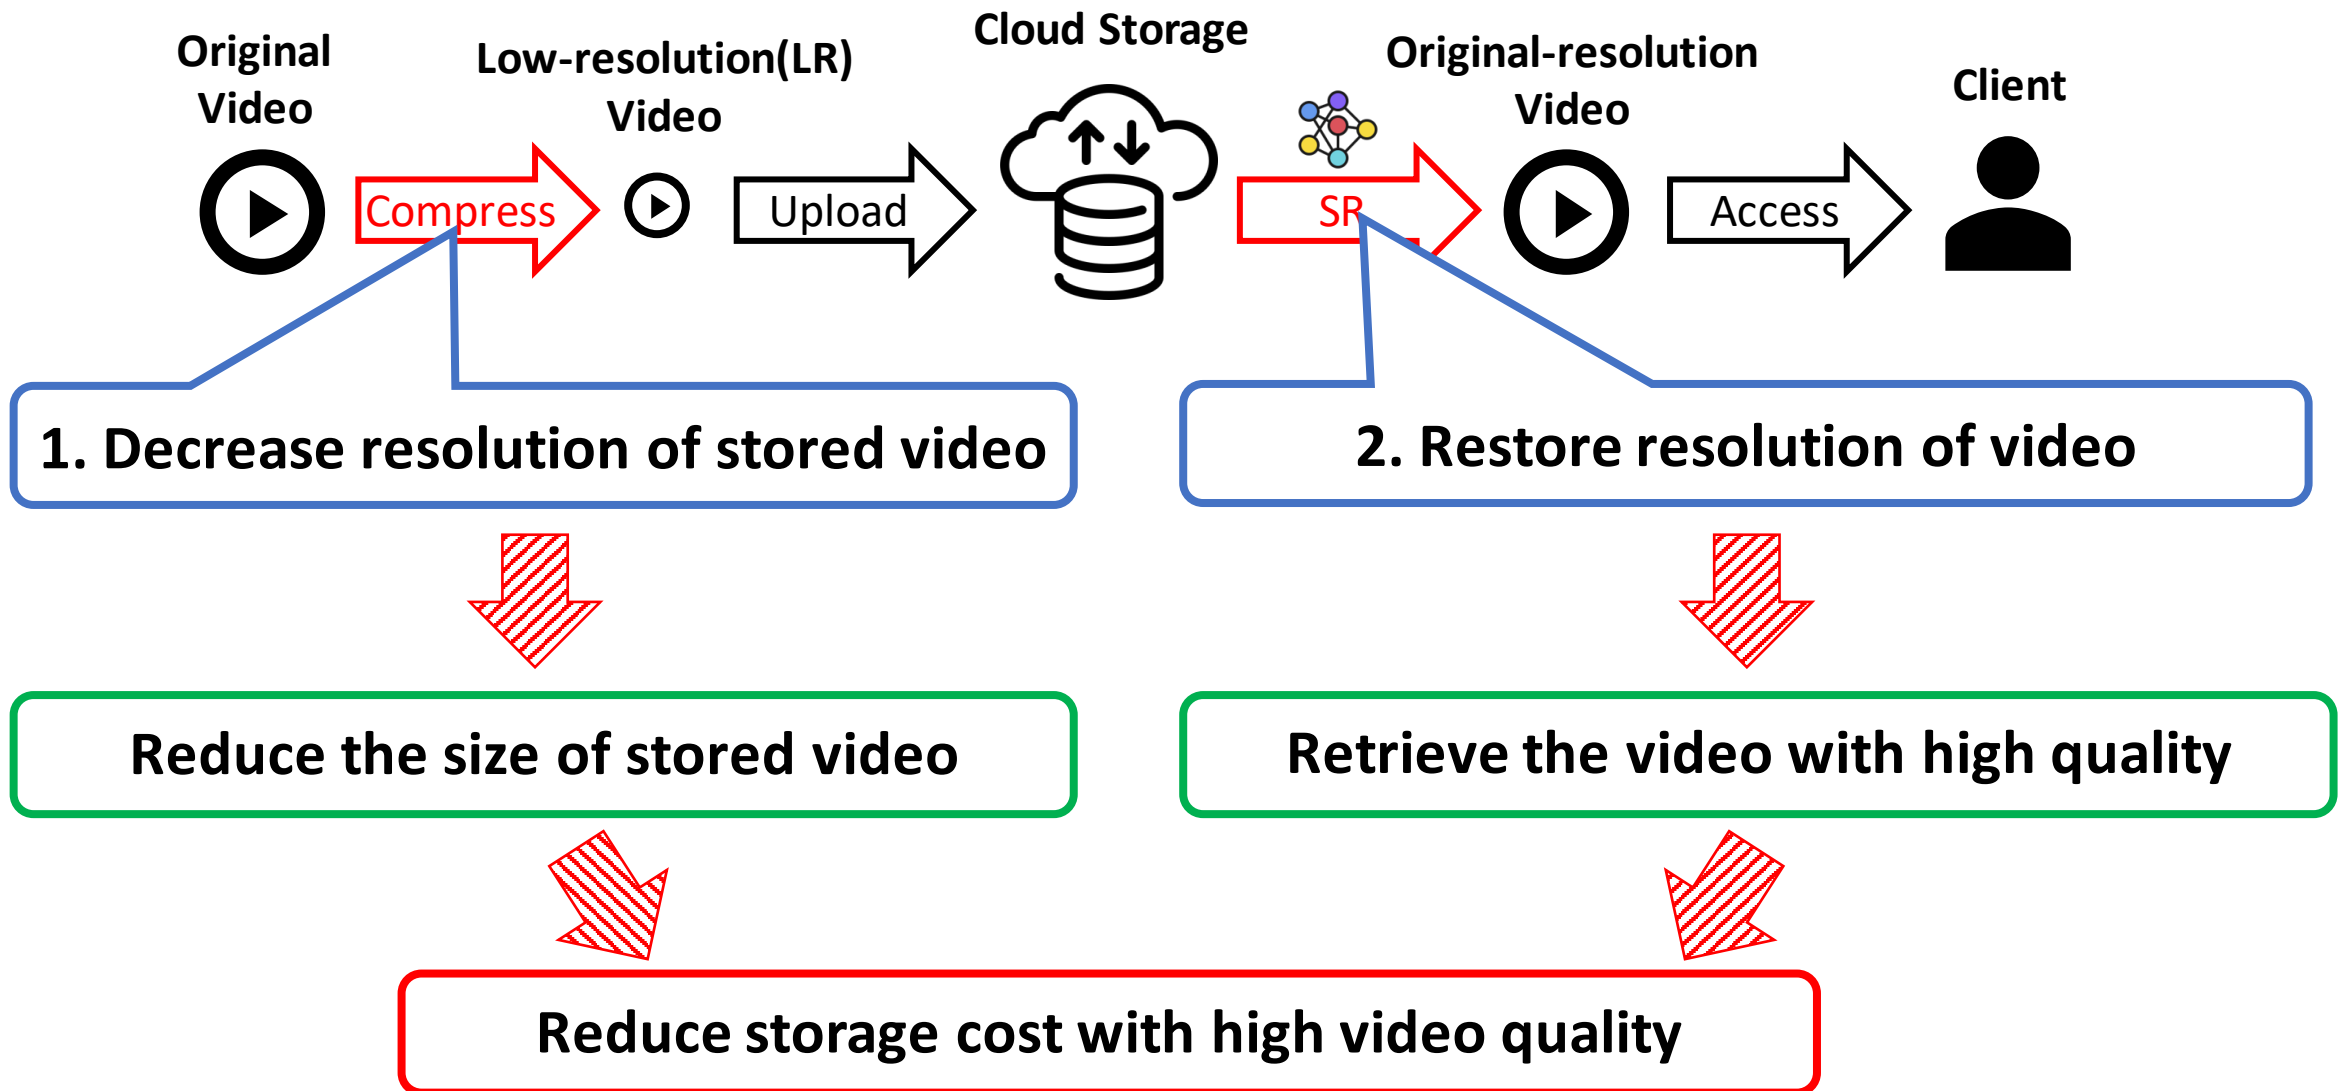 Original
Video
Low-resolution(LR)
Video
Cloud Storage
Original-resolution
Video
Client
Compress
Upload
SR
Access
1. Decrease resolution of stored video
2. Restore resolution of video
Reduce the size of stored video
Retrieve the video with high quality
Reduce storage cost with high video quality